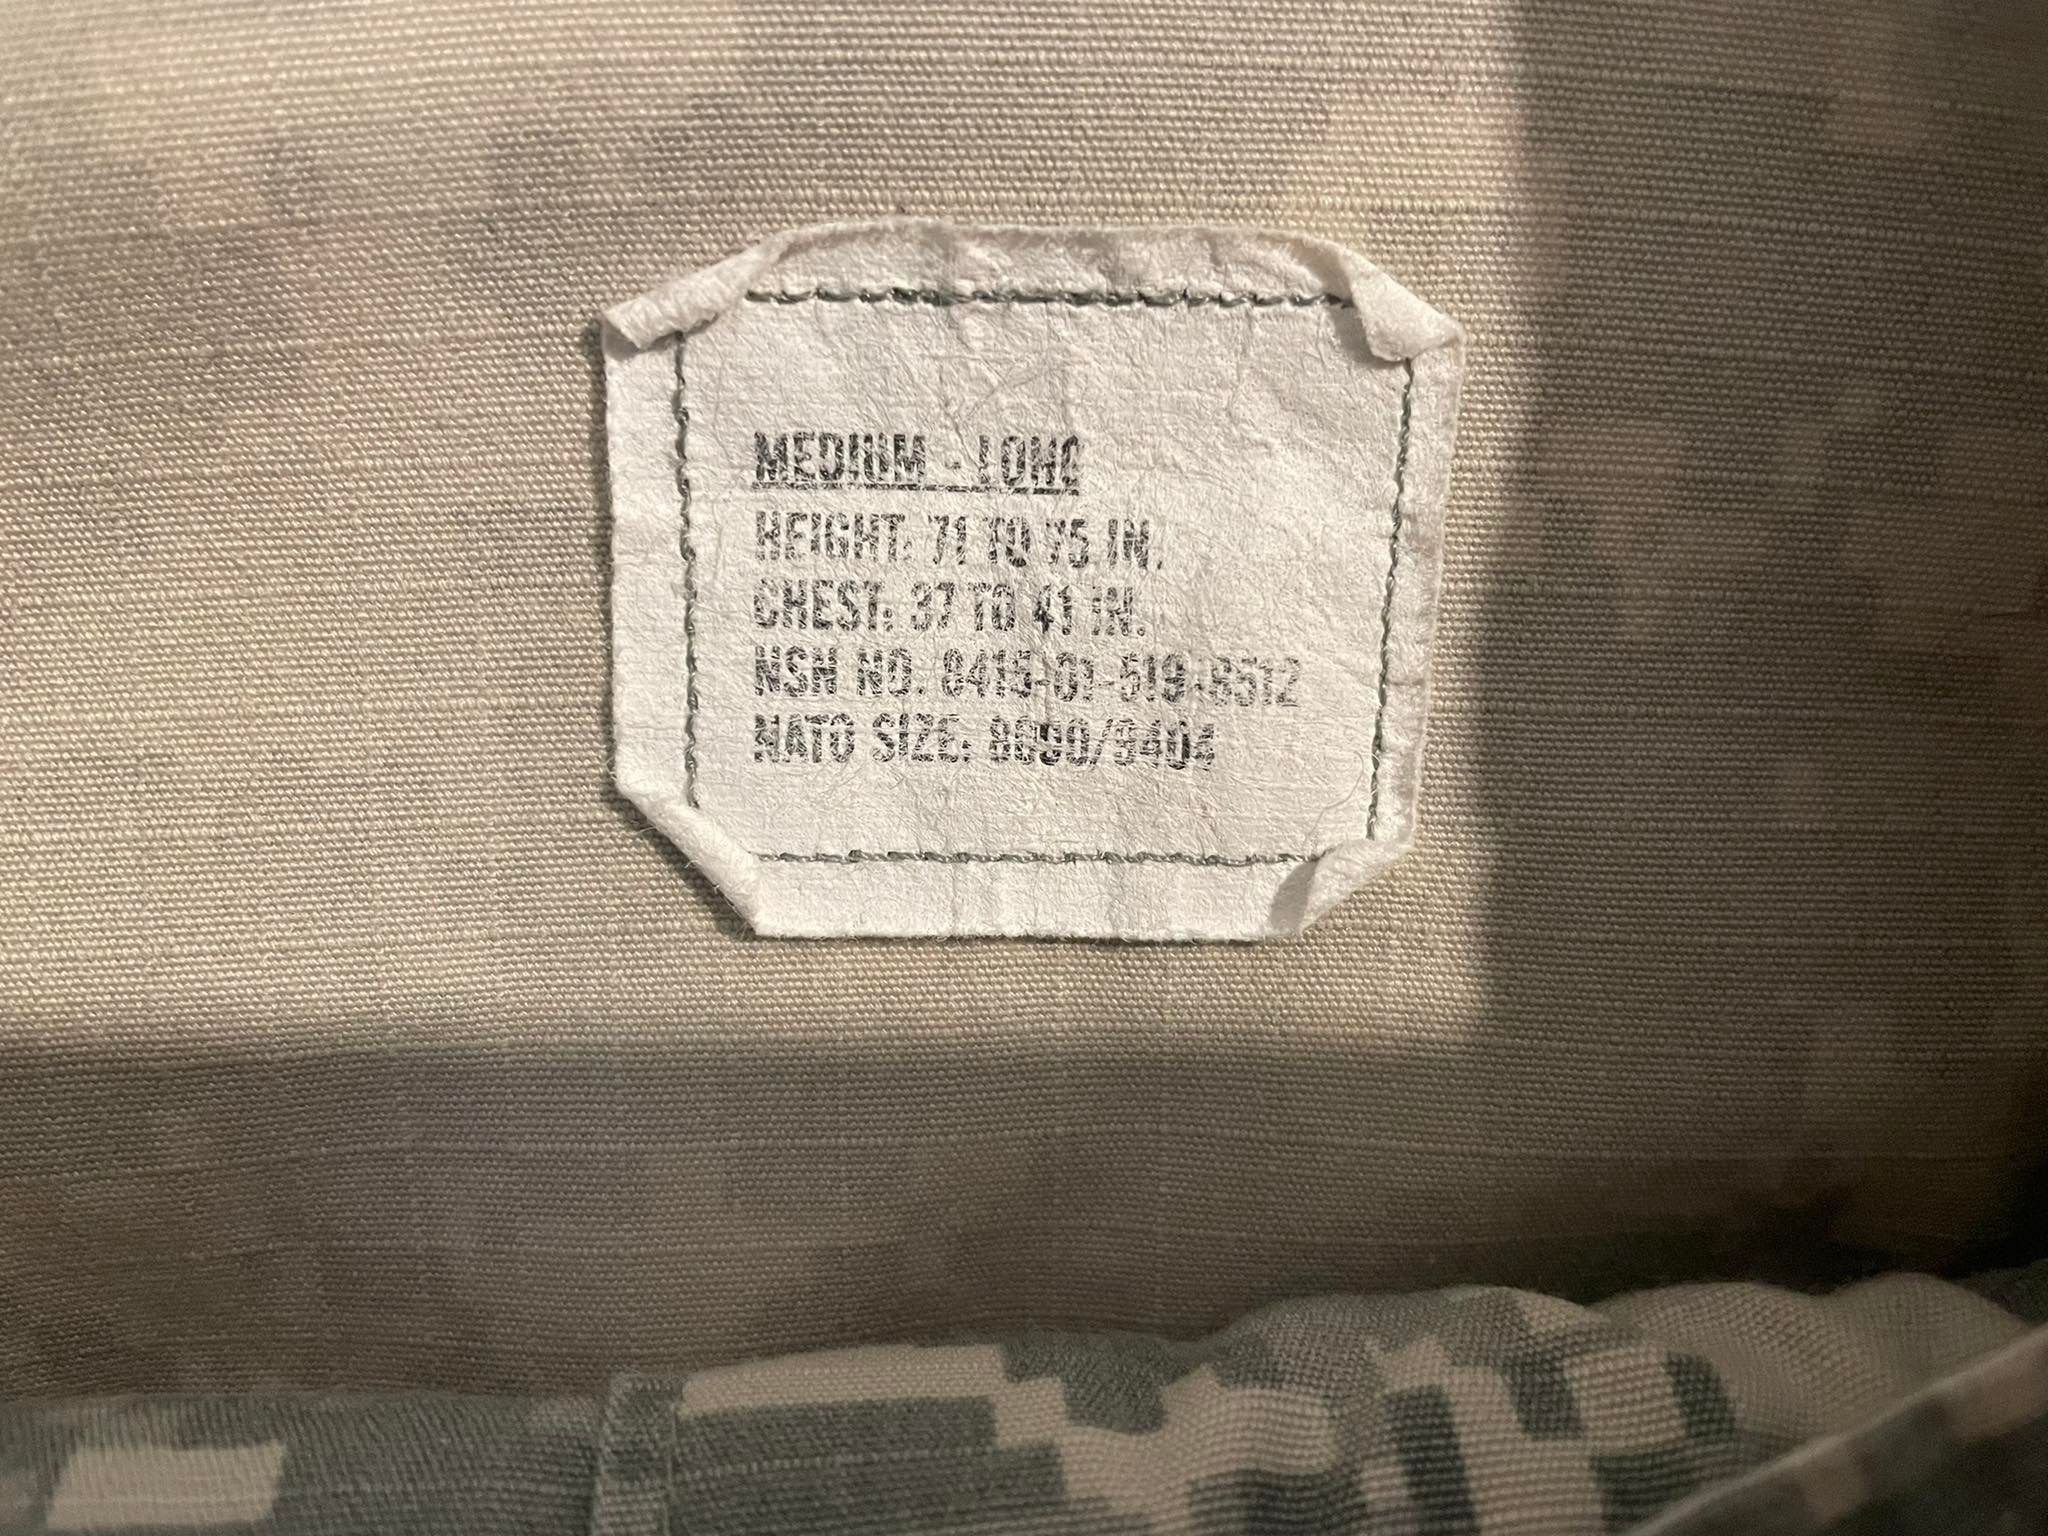 MEDIUM - LONG
HEIGHT: 71 TO 75 IN.
CHEST: 37 TO 41 IN.
NSN NO. 8415-01-519-8512
NATO SIZE: 8090/9404